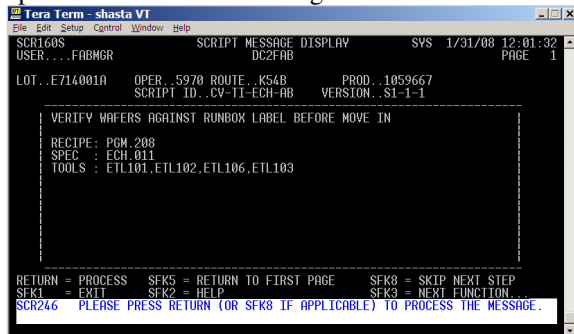 Tera Term - shasta VT
File Edit Setup Control Window Help
SCR160S SCRIPT MESSAGE DISPLAY SYS 1/31/08 12:01:32
USER....FABMGR DC2FAB PAGE 1
LOT..E714001A OPER..5970 ROUTE..K54B PROD..1059667
SCRIPT ID..CV-TI-ECH-AB VERSION..S1-1-1
VERIFY WAFERS AGAINST RUNBOX LABEL BEFORE MOVE IN
RECIPE: PGM.208
SPEC : ECH.011
TOOLS : ETL101,ETL102,ETL106,ETL103
RETURN = PROCESS SFK5 = RETURN TO FIRST PAGE SFK8 = SKIP NEXT STEP
SFK1 = EXIT SFK2 = HELP SFK3 = NEXT FUNCTION...
SCR246 PLEASE PRESS RETURN (OR SFK8 IF APPLICABLE) TO PROCESS THE MESSAGE.